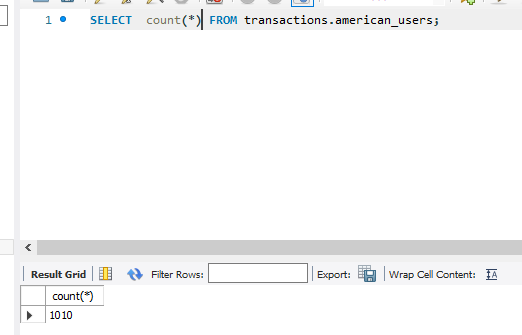 1 SELECT count(*) FROM transactions.american_users;
Result Grid Filter Rows: Export: Wrap Cell Content:
count(*)
1010